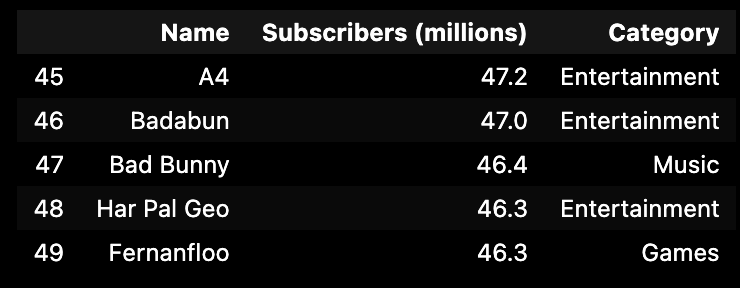 Name Subscribers (millions) Category
45 A4 47.2 Entertainment
46 Badabun 47.0 Entertainment
47 Bad Bunny 46.4 Music
48 Har Pal Geo 46.3 Entertainment
49 Fernanfloo 46.3 Games